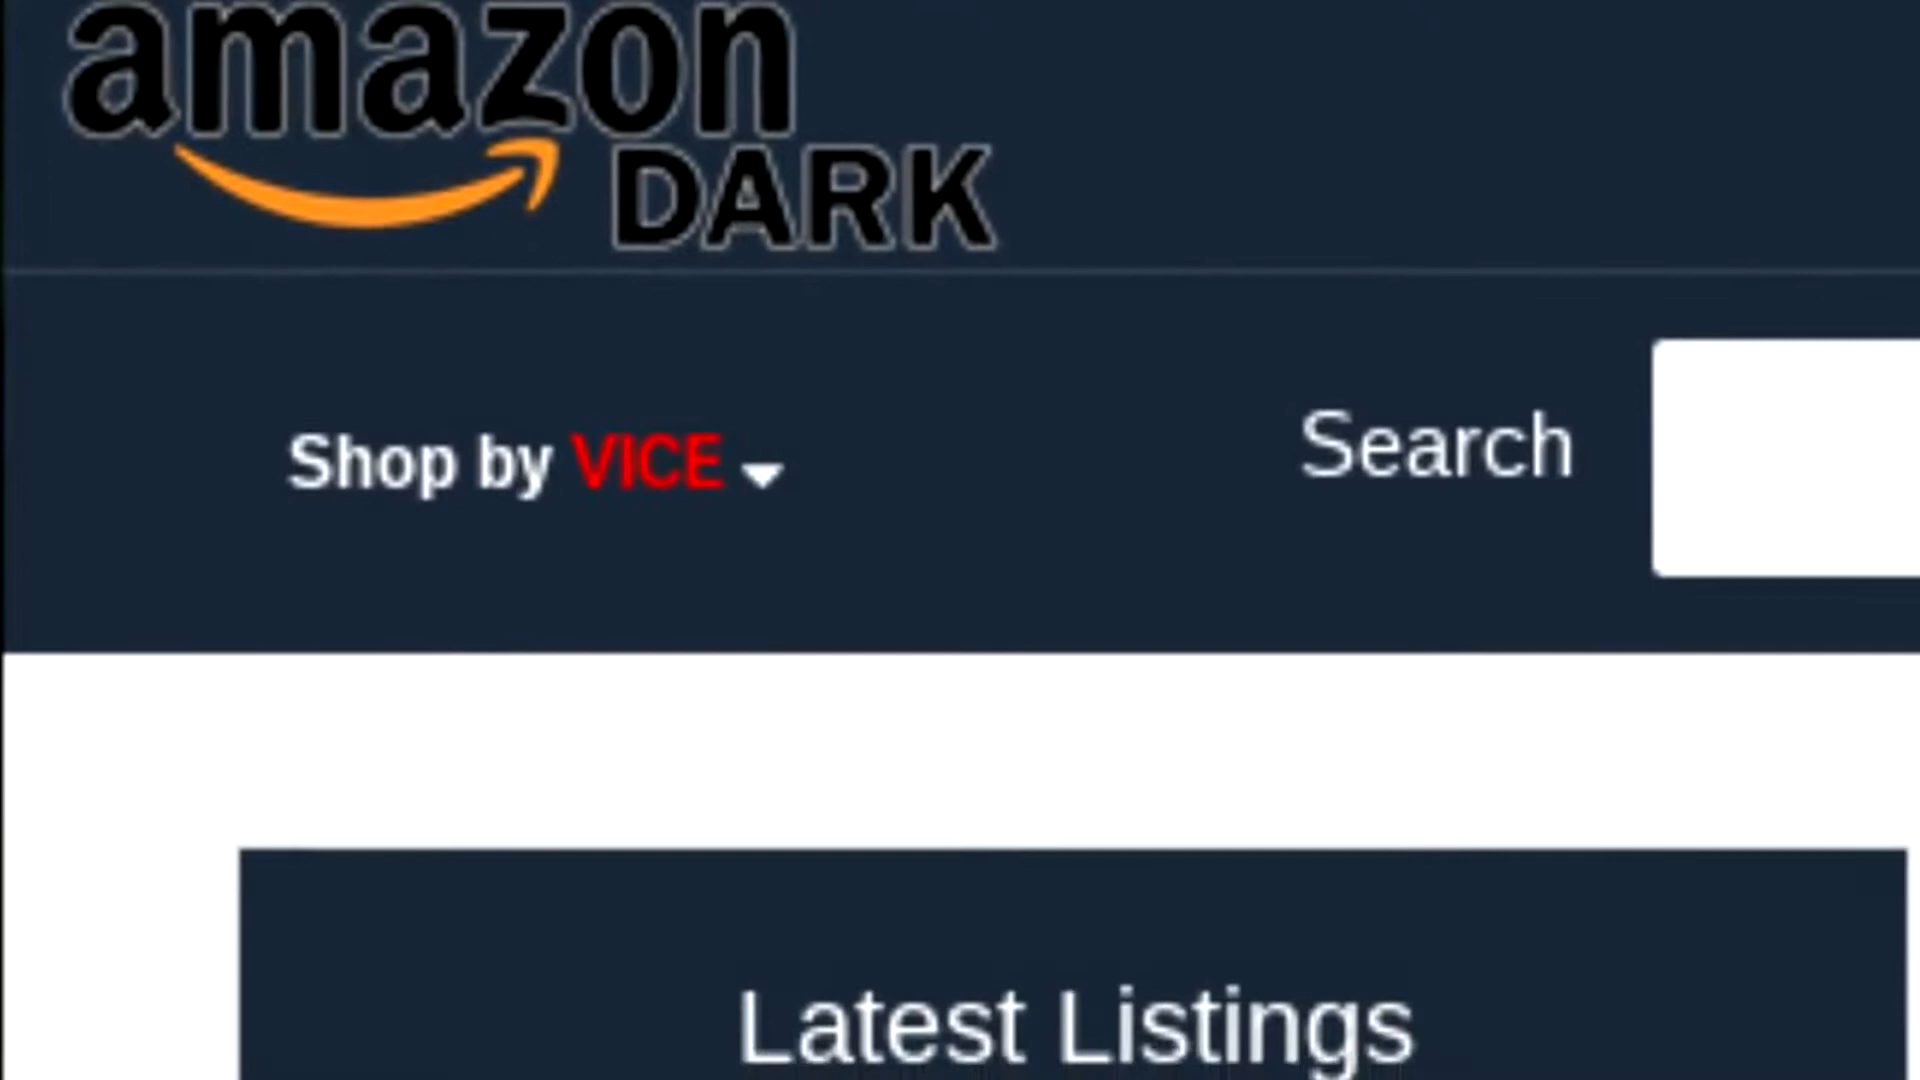 amazon
DARK
Shop by VICE
Search
Latest Listings